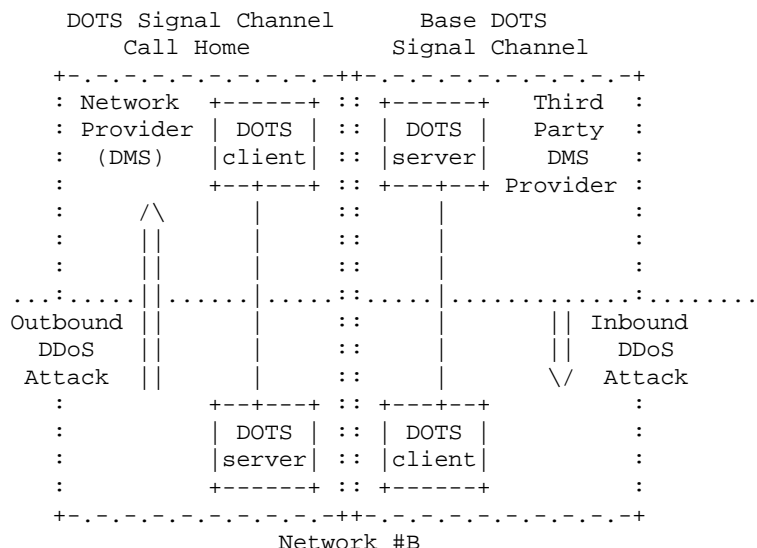 DOTS Signal Channel Base DOTS
Call Home Signal Channel
+-.-.-.-.-.-.-.-.-.-++-.-.-.-.-.-.-.-.-.-+
: Network +------+ :: +------+ Third :
: Provider | DOTS | :: | DOTS | Party :
: (DMS) |client| :: |server| DMS :
: +--+---+ :: +---+--+ Provider :
: /\ | :: | :
: || | :: | :
: || | :: | :
...:.....||......|.....::.....|.............:........
Outbound || | :: | || Inbound
DDoS || | :: | || DDoS
Attack || | :: | \/ Attack
: +--+---+ :: +---+--+ :
: | DOTS | :: | DOTS | :
: |server| :: |client| :
: +------+ :: +------+ :
+-.-.-.-.-.-.-.-.-.-++-.-.-.-.-.-.-.-.-.-+
Network #B